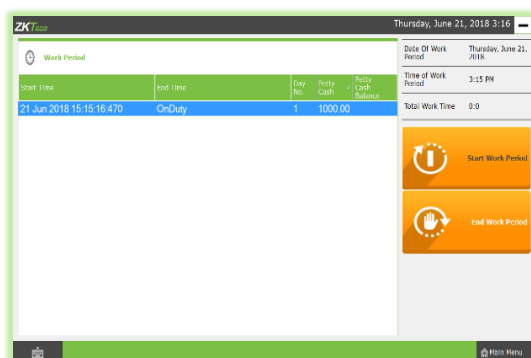 ZKTeco
Thursday, June 21, 2018 3:16
Work Period
Start Time End Time Day No. Petty Cash Petty Cash Balance
21 Jun 2018 15:15:16:470 OnDuty 1 1000.00
Date Of Work Period Thursday, June 21, 2018
Time of Work Period 3:15 PM
Total Work Time 0:0
Start Work Period
End Work Period
Main Menu